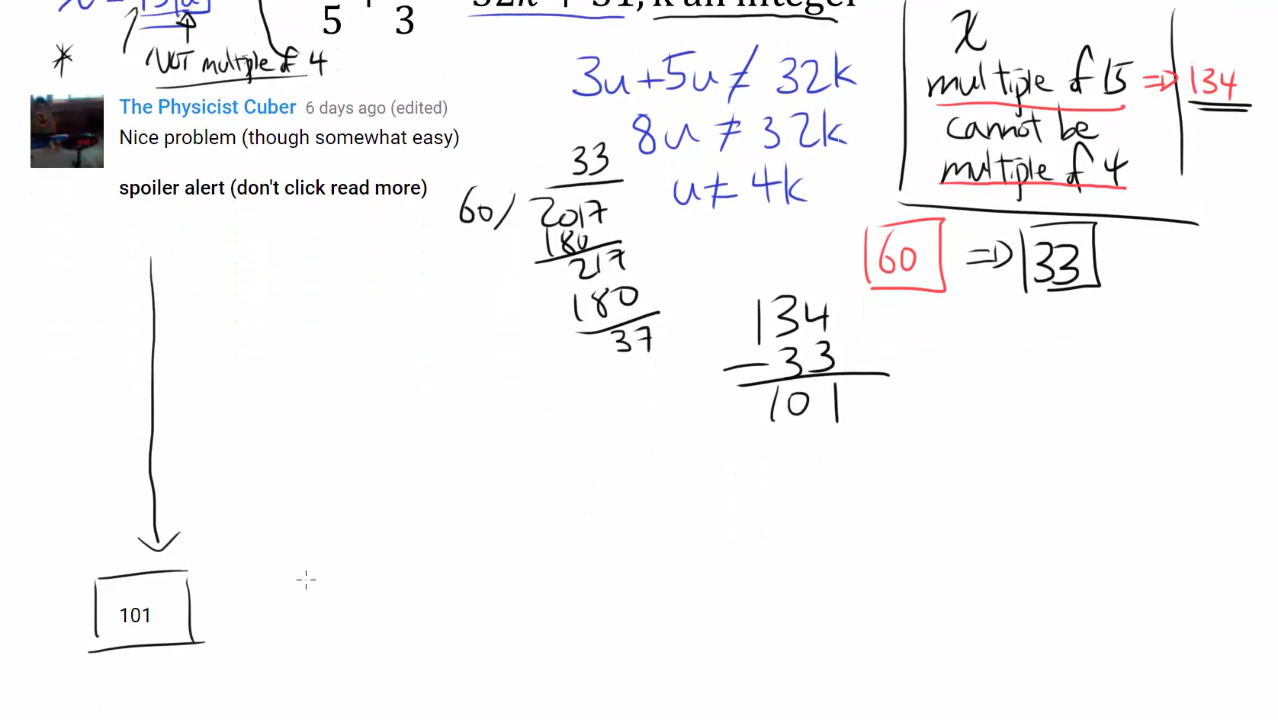 5 3
, k an integer
*
NOT multiple of 4
The Physicist Cuber 6 days ago (edited)
Nice problem (though somewhat easy)
spoiler alert (don't click read more)
3u+5u ≠ 32k
8u ≠ 32k
u ≠ 4k
33
60 2017
180
217
180
37
x
multiple of 15 => 134
cannot be
multiple of 4
60 => 33
134
- 33
101
101